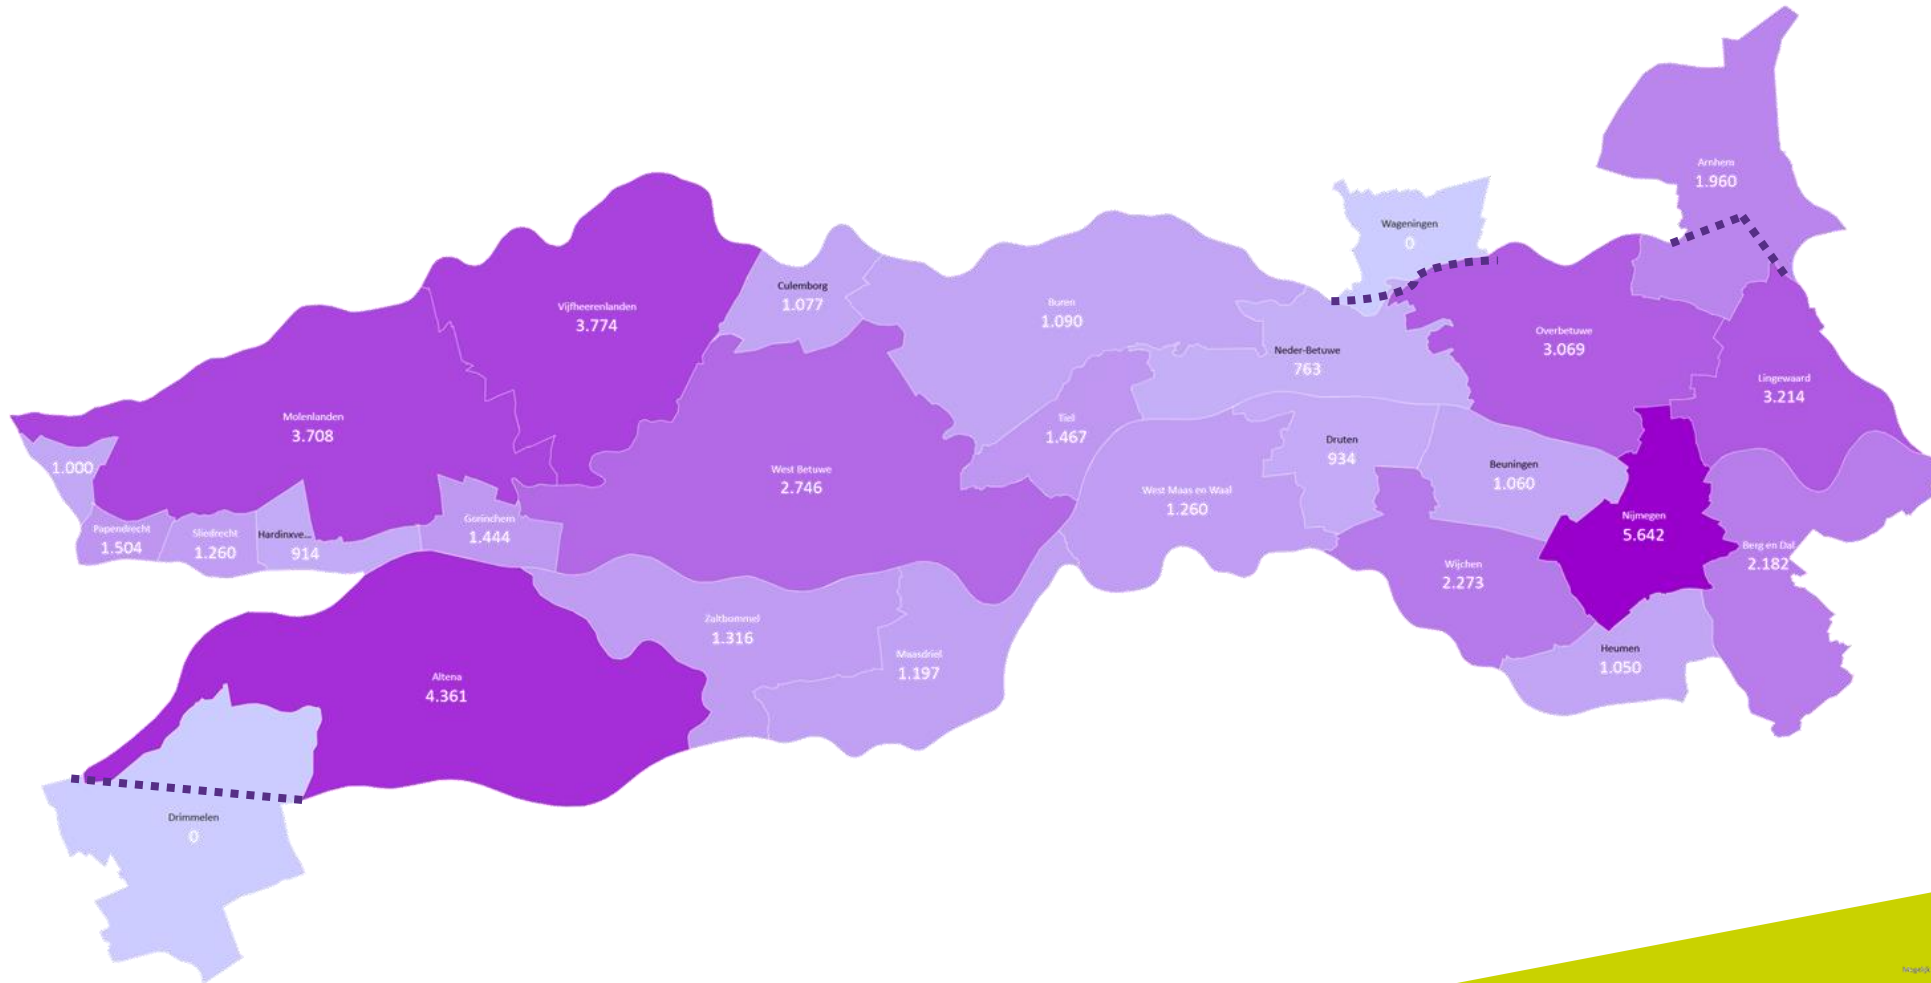 Arnhem
1.960
Wageningen
0
Culemborg
1.077
Vijfheerenlanden
3.774
Buren
1.090
Overbetuwe
3.069
Neder-Betuwe
763
Lingewaard
3.214
Molenlanden
3.708
Tiel
1.467
Druten
934
1.000
West Betuwe
2.746
Beuningen
1.060
West Maas en Waal
1.260
Gorinchem
1.444
Papendrecht
1.504
Sliedrecht
1.260
Hardinxve...
914
Nijmegen
5.642
Berg en Dal
2.182
Wijchen
2.273
Zaltbommel
1.316
Maasdriel
1.197
Heumen
1.050
Altena
4.361
Drimmelen
0